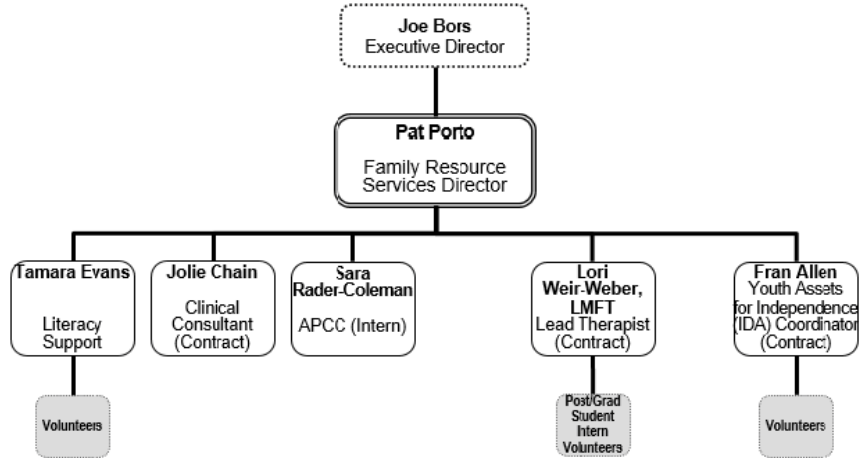 Joe Bors
Executive Director
Pat Porto
Family Resource
Services Director
Tamara Evans
Literacy
Support
Jolie Chain
Clinical
Consultant
(Contract)
Sara
Rader-Coleman
APCC (Intern)
Lori
Weir-Weber,
LMFT
Lead Therapist
(Contract)
Fran Allen
Youth Assets
for Independence
(IDA) Coordinator
(Contract)
Volunteers
Post/Grad
Student
Intern
Volunteers
Volunteers